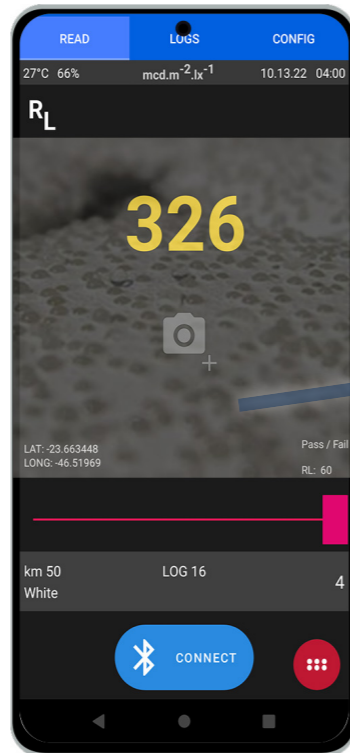 READ LOGS CONFIG
27°C 66% mcd.m⁻².lx⁻¹ 10.13.22 04:00
RL
326
LAT: -23.663448
LONG: -46.51969
Pass / Fail
RL: 60
km 50 LOG 16
White
4
CONNECT